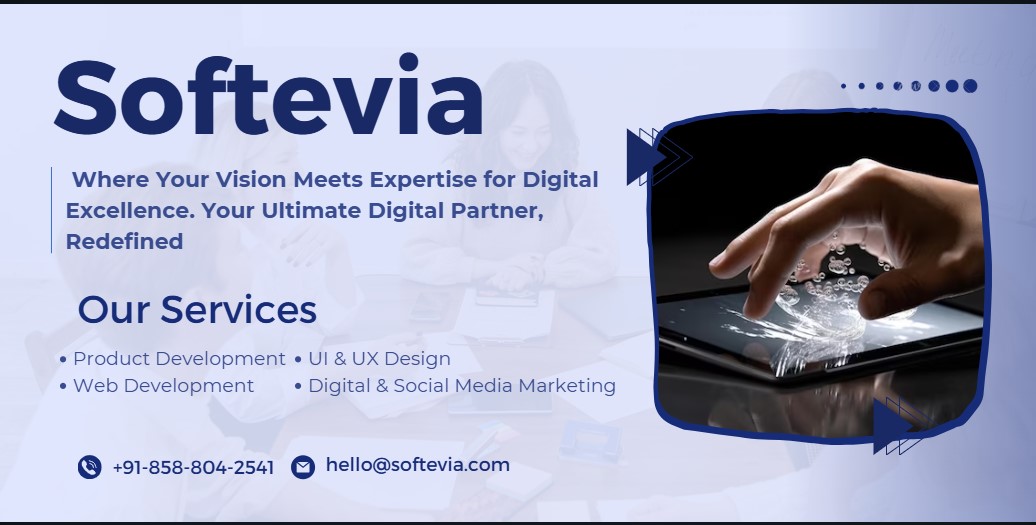 Softevia
Where Your Vision Meets Expertise for Digital
Excellence. Your Ultimate Digital Partner,
Redefined
Our Services
• Product Development • UI & UX Design
• Web Development • Digital & Social Media Marketing
+91-858-804-2541 hello@softevia.com